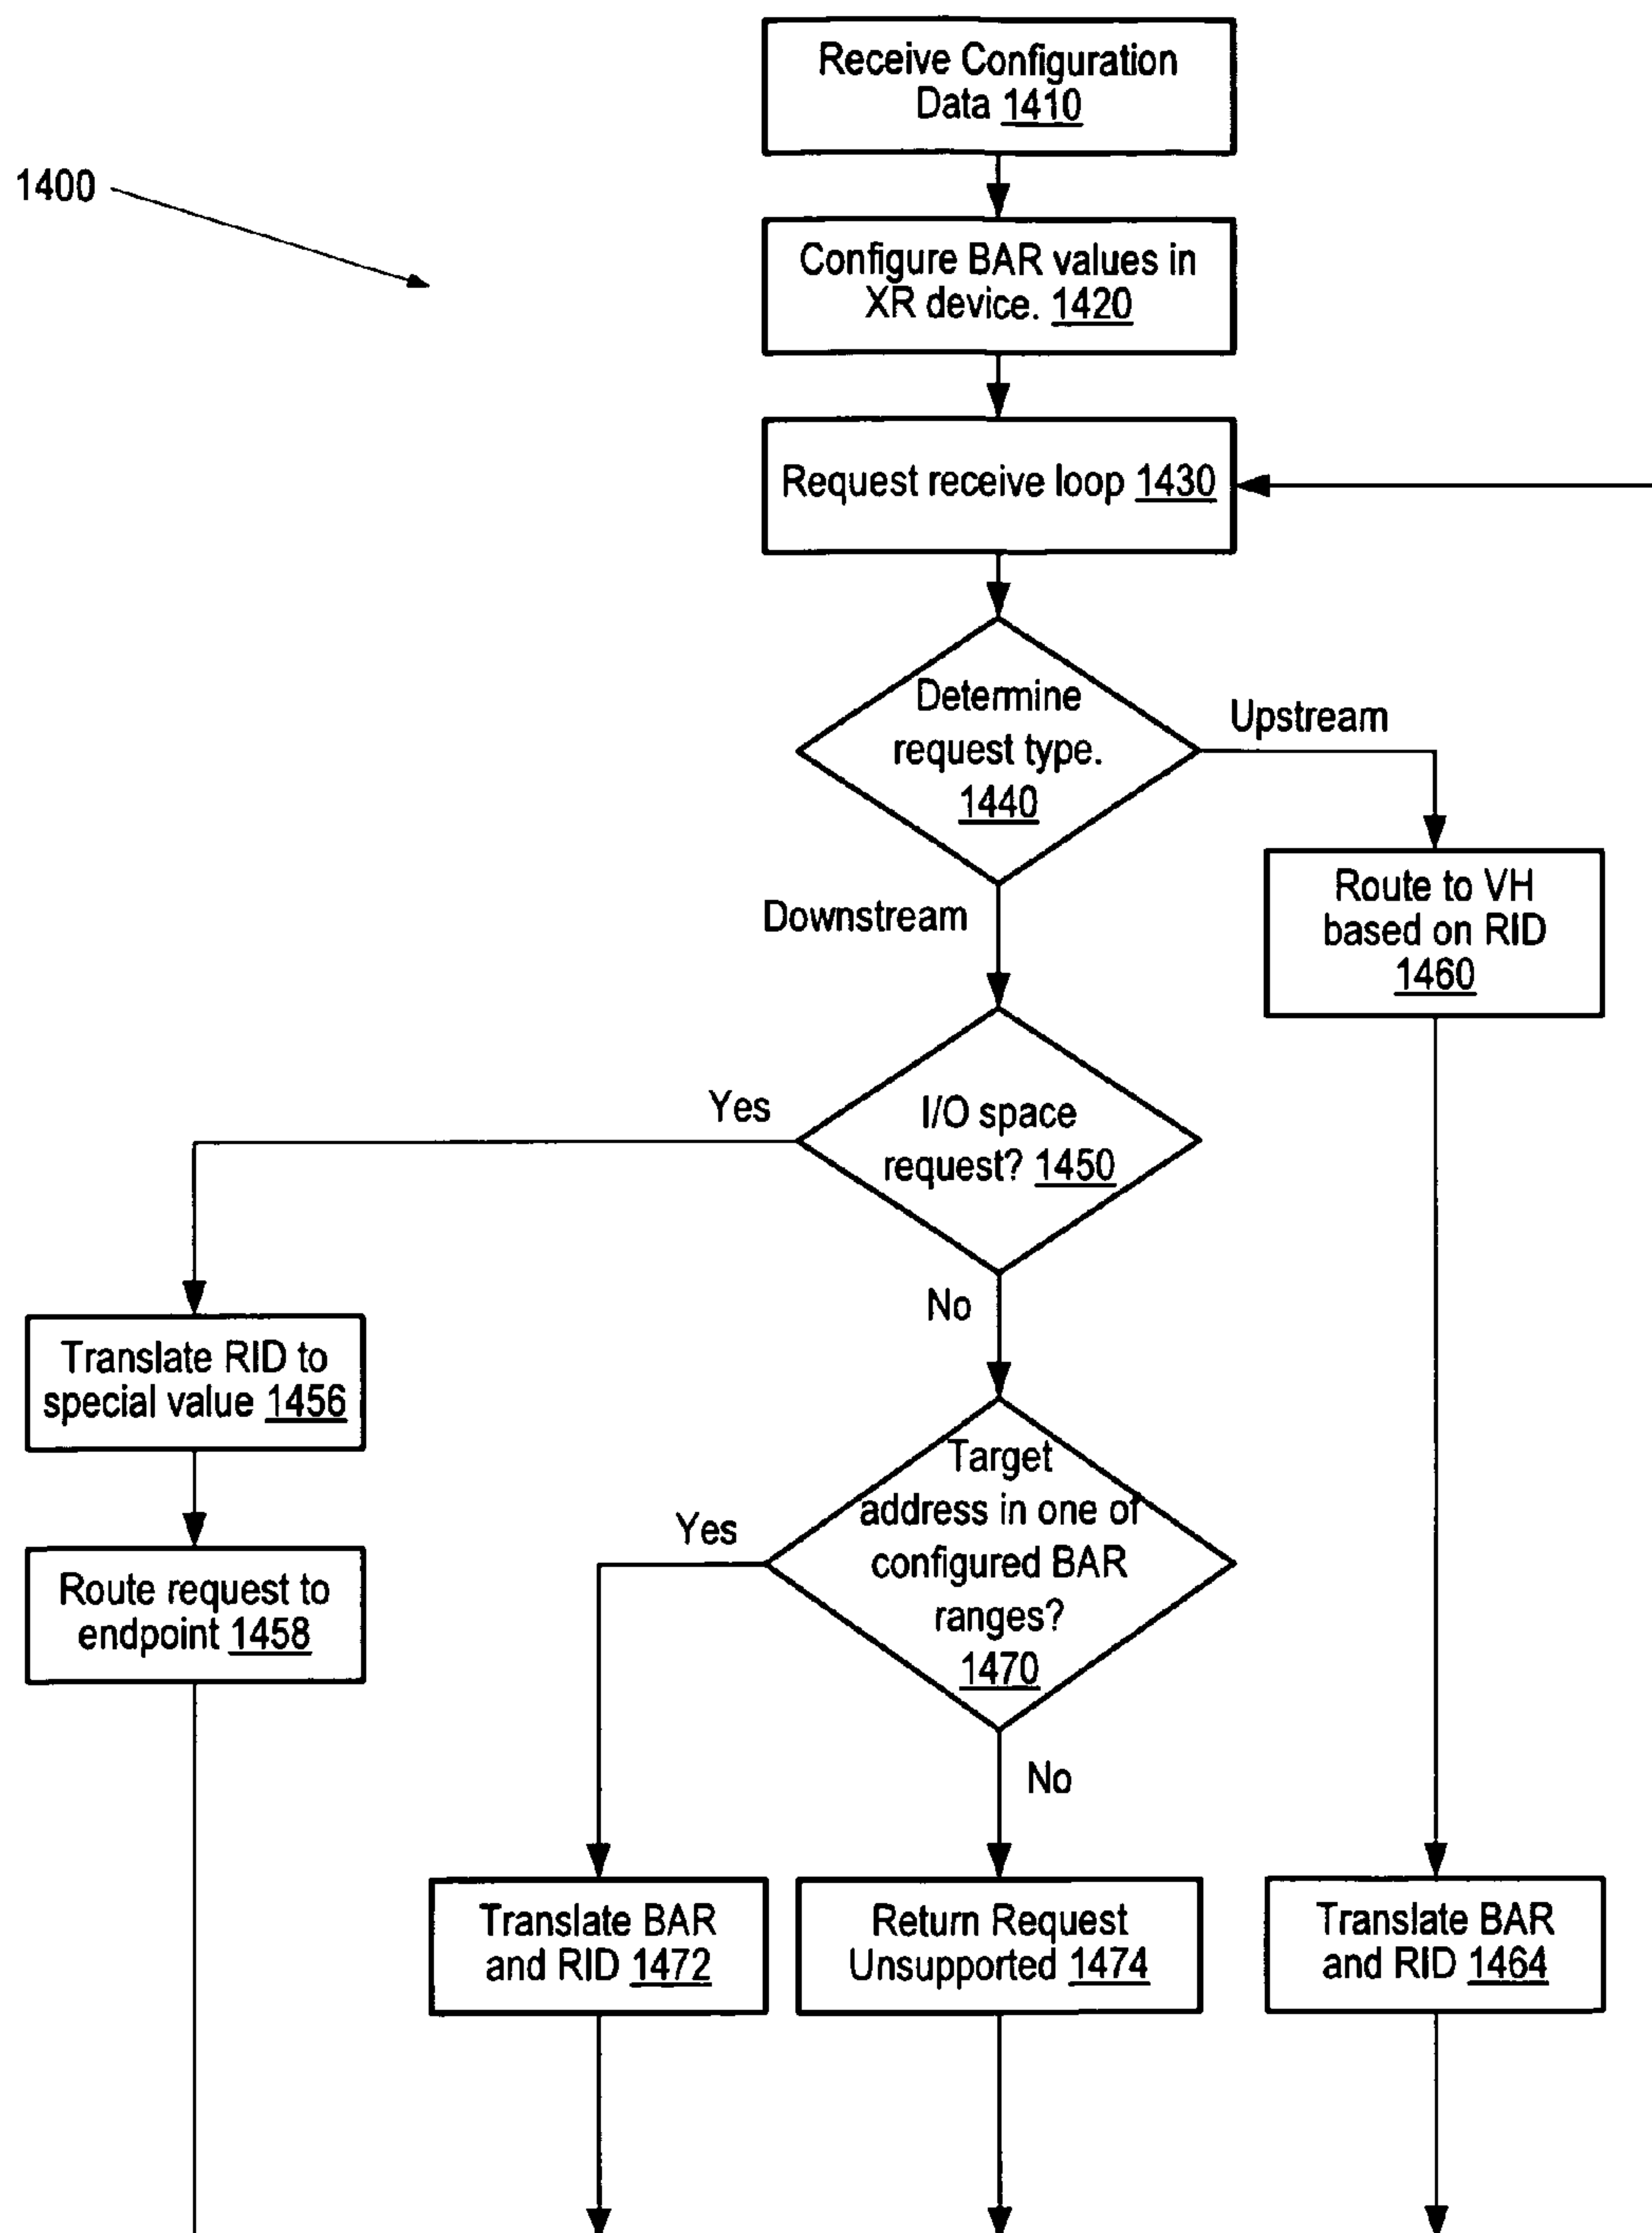 Receive Configuration
Data 1410
1400
Configure BAR values in
XR device. 1420
Request receive loop 1430
Determine
request type.
1440
Upstream
Downstream
Route to VH
based on RID
1460
Yes
I/O space
request? 1450
No
Translate RID to
special value 1456
Target
address in one of
configured BAR
ranges?
1470
Yes
Route request to
endpoint 1458
No
Translate BAR
and RID 1472
Return Request
Unsupported 1474
Translate BAR
and RID 1464